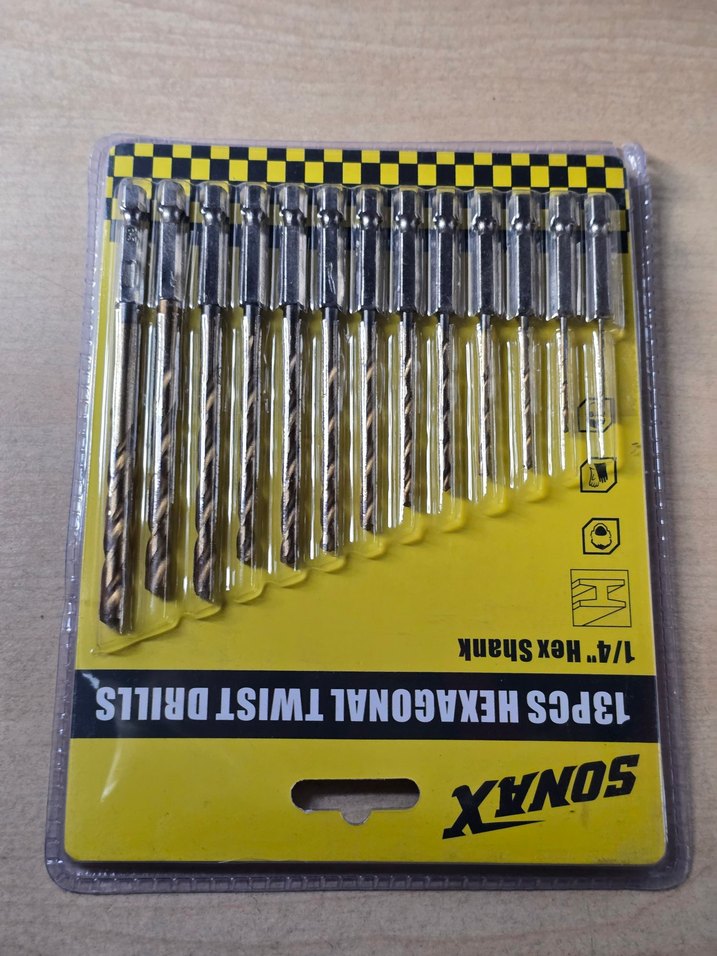 SONAX
13PCS HEXAGONAL TWIST DRILLS
1/4" Hex Shank